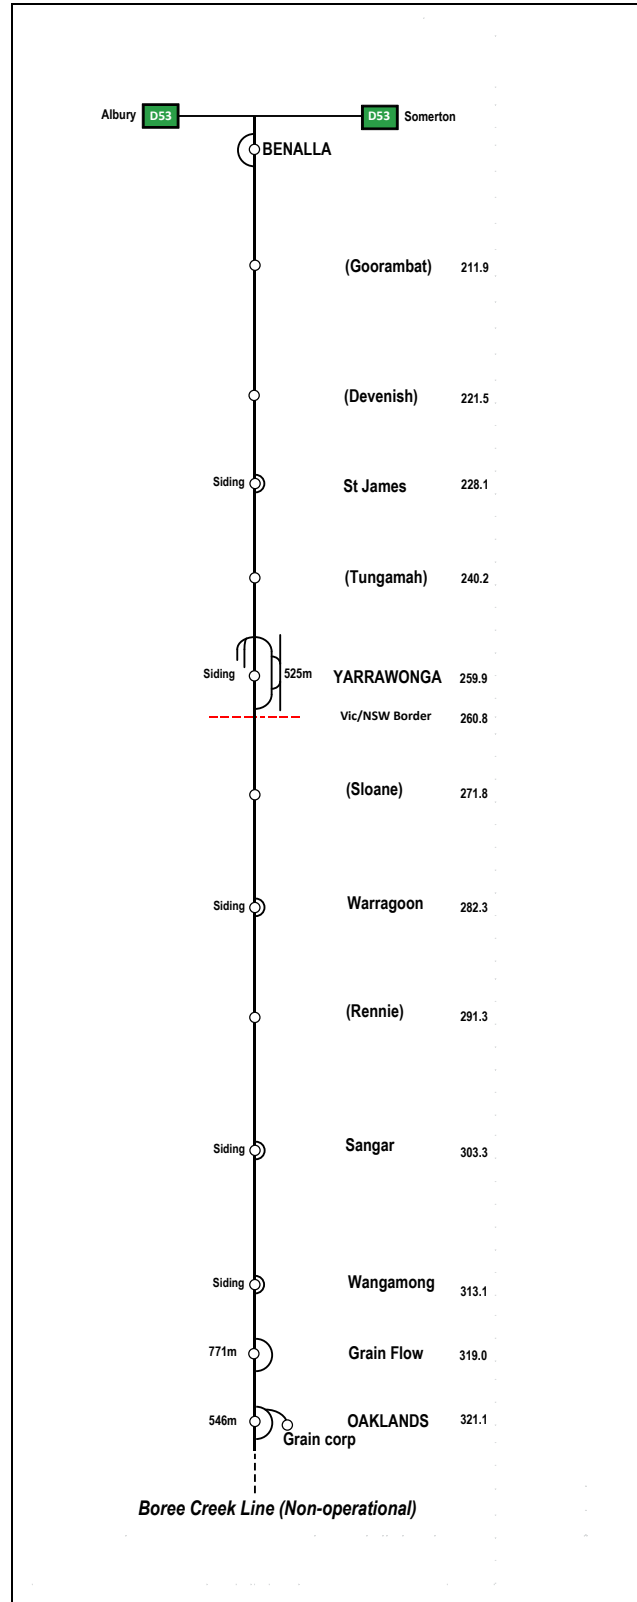 Albury D53 D53 Somerton
BENALLA
(Goorambat) 211.9
(Devenish) 221.5
Siding St James 228.1
(Tungamah) 240.2
Siding 525m YARRAWONGA 259.9
Vic/NSW Border 260.8
(Sloane) 271.8
Siding Warragoon 282.3
(Rennie) 291.3
Siding Sangar 303.3
Siding Wangamong 313.1
771m Grain Flow 319.0
546m OAKLANDS 321.1
Grain corp
Boree Creek Line (Non-operational)